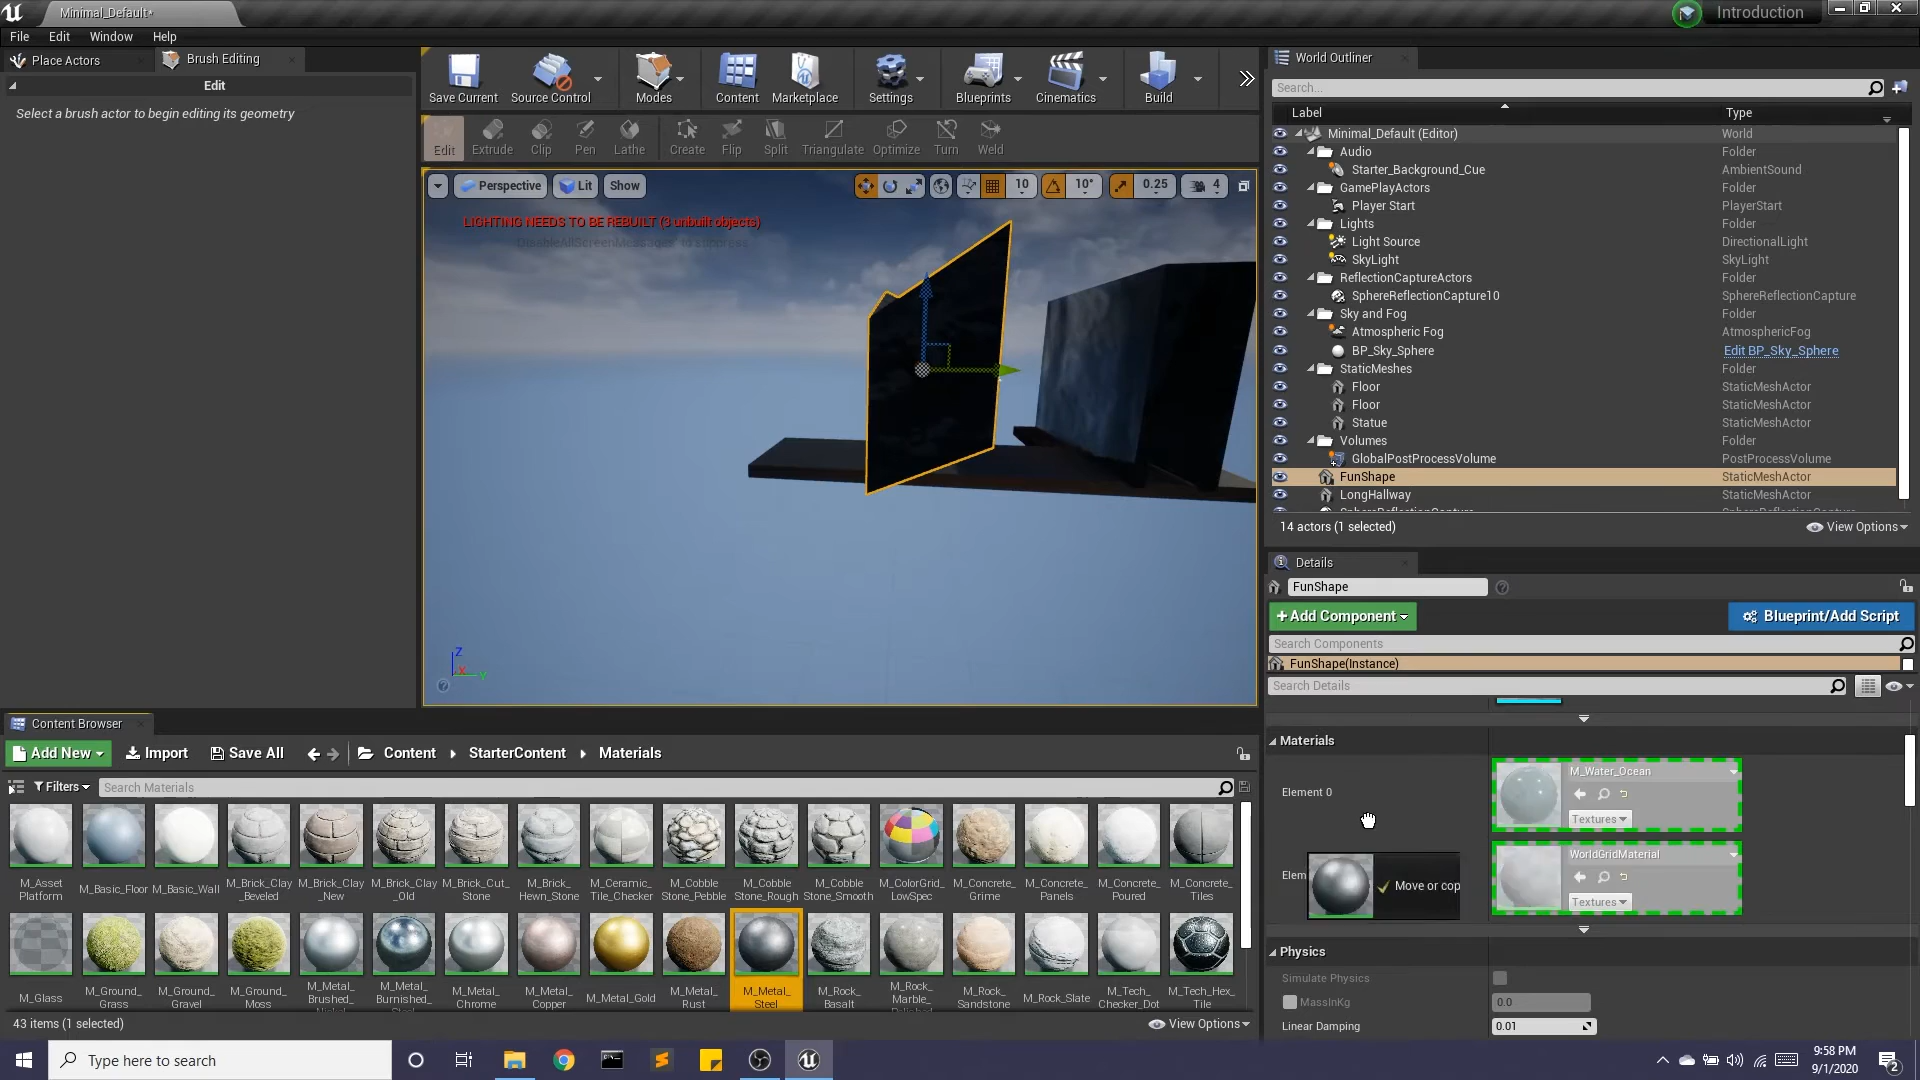 Minimal_Default*
Introduction
File Edit Window Help
Place Actors
Brush Editing
Edit
Select a brush actor to begin editing its geometry
Save Current Source Control Modes Content Marketplace Settings Blueprints Cinematics Build
Edit Extrude Clip Pen Lathe Create Flip Split Triangulate Optimize Turn Weld
Perspective Lit Show 10 10° 0.25 4
LIGHTING NEEDS TO BE REBUILT (3 unbuilt objects)
'DisableAllScreenMessages' to suppress
Z
X
Y
World Outliner
Search...
Label Type
Minimal_Default (Editor) World
Audio Folder
Starter_Background_Cue AmbientSound
GamePlayActors Folder
Player Start PlayerStart
Lights Folder
Light Source DirectionalLight
SkyLight SkyLight
ReflectionCaptureActors Folder
SphereReflectionCapture10 SphereReflectionCapture
Sky and Fog Folder
Atmospheric Fog AtmosphericFog
BP_Sky_Sphere Edit BP_Sky_Sphere
StaticMeshes Folder
Floor StaticMeshActor
Floor StaticMeshActor
Statue StaticMeshActor
Volumes Folder
GlobalPostProcessVolume PostProcessVolume
FunShape StaticMeshActor
LongHallway StaticMeshActor
14 actors (1 selected)
View Options
Details
FunShape
+Add Component
Blueprint/Add Script
Search Components
FunShape(Instance)
Search Details
Materials
Element 0
M_Water_Ocean
Textures
Elem
Move or cop
WorldGridMaterial
Textures
Physics
Simulate Physics
MassInKg 0.0
Linear Damping 0.01
Content Browser
Add New Import Save All Content StarterContent Materials
Filters Search Materials
M_Asset Platform
M_Basic_Floor
M_Basic_Wall
M_Brick_Clay_Beveled
M_Brick_Clay_New
M_Brick_Clay_Old
M_Brick_Cut_Stone
M_Brick_Hewn_Stone
M_Ceramic_Tile_Checker
M_Cobble Stone_Pebble
M_Cobble Stone_Rough
M_Cobble Stone_Smooth
M_ColorGrid_LowSpec
M_Concrete_Grime
M_Concrete_Panels
M_Concrete_Poured
M_Concrete_Tiles
M_Glass
M_Ground_Grass
M_Ground_Gravel
M_Ground_Moss
M_Metal_Brushed_
M_Metal_Burnished_
M_Metal_Chrome
M_Metal_Copper
M_Metal_Gold
M_Metal_Rust
M_Metal_Steel
M_Rock_Basalt
M_Rock_Marble_
M_Rock_Sandstone
M_Rock_Slate
M_Tech_Checker_Dot
M_Tech_Hex_Tile
43 items (1 selected)
View Options
Type here to search
9:58 PM
9/1/2020
2